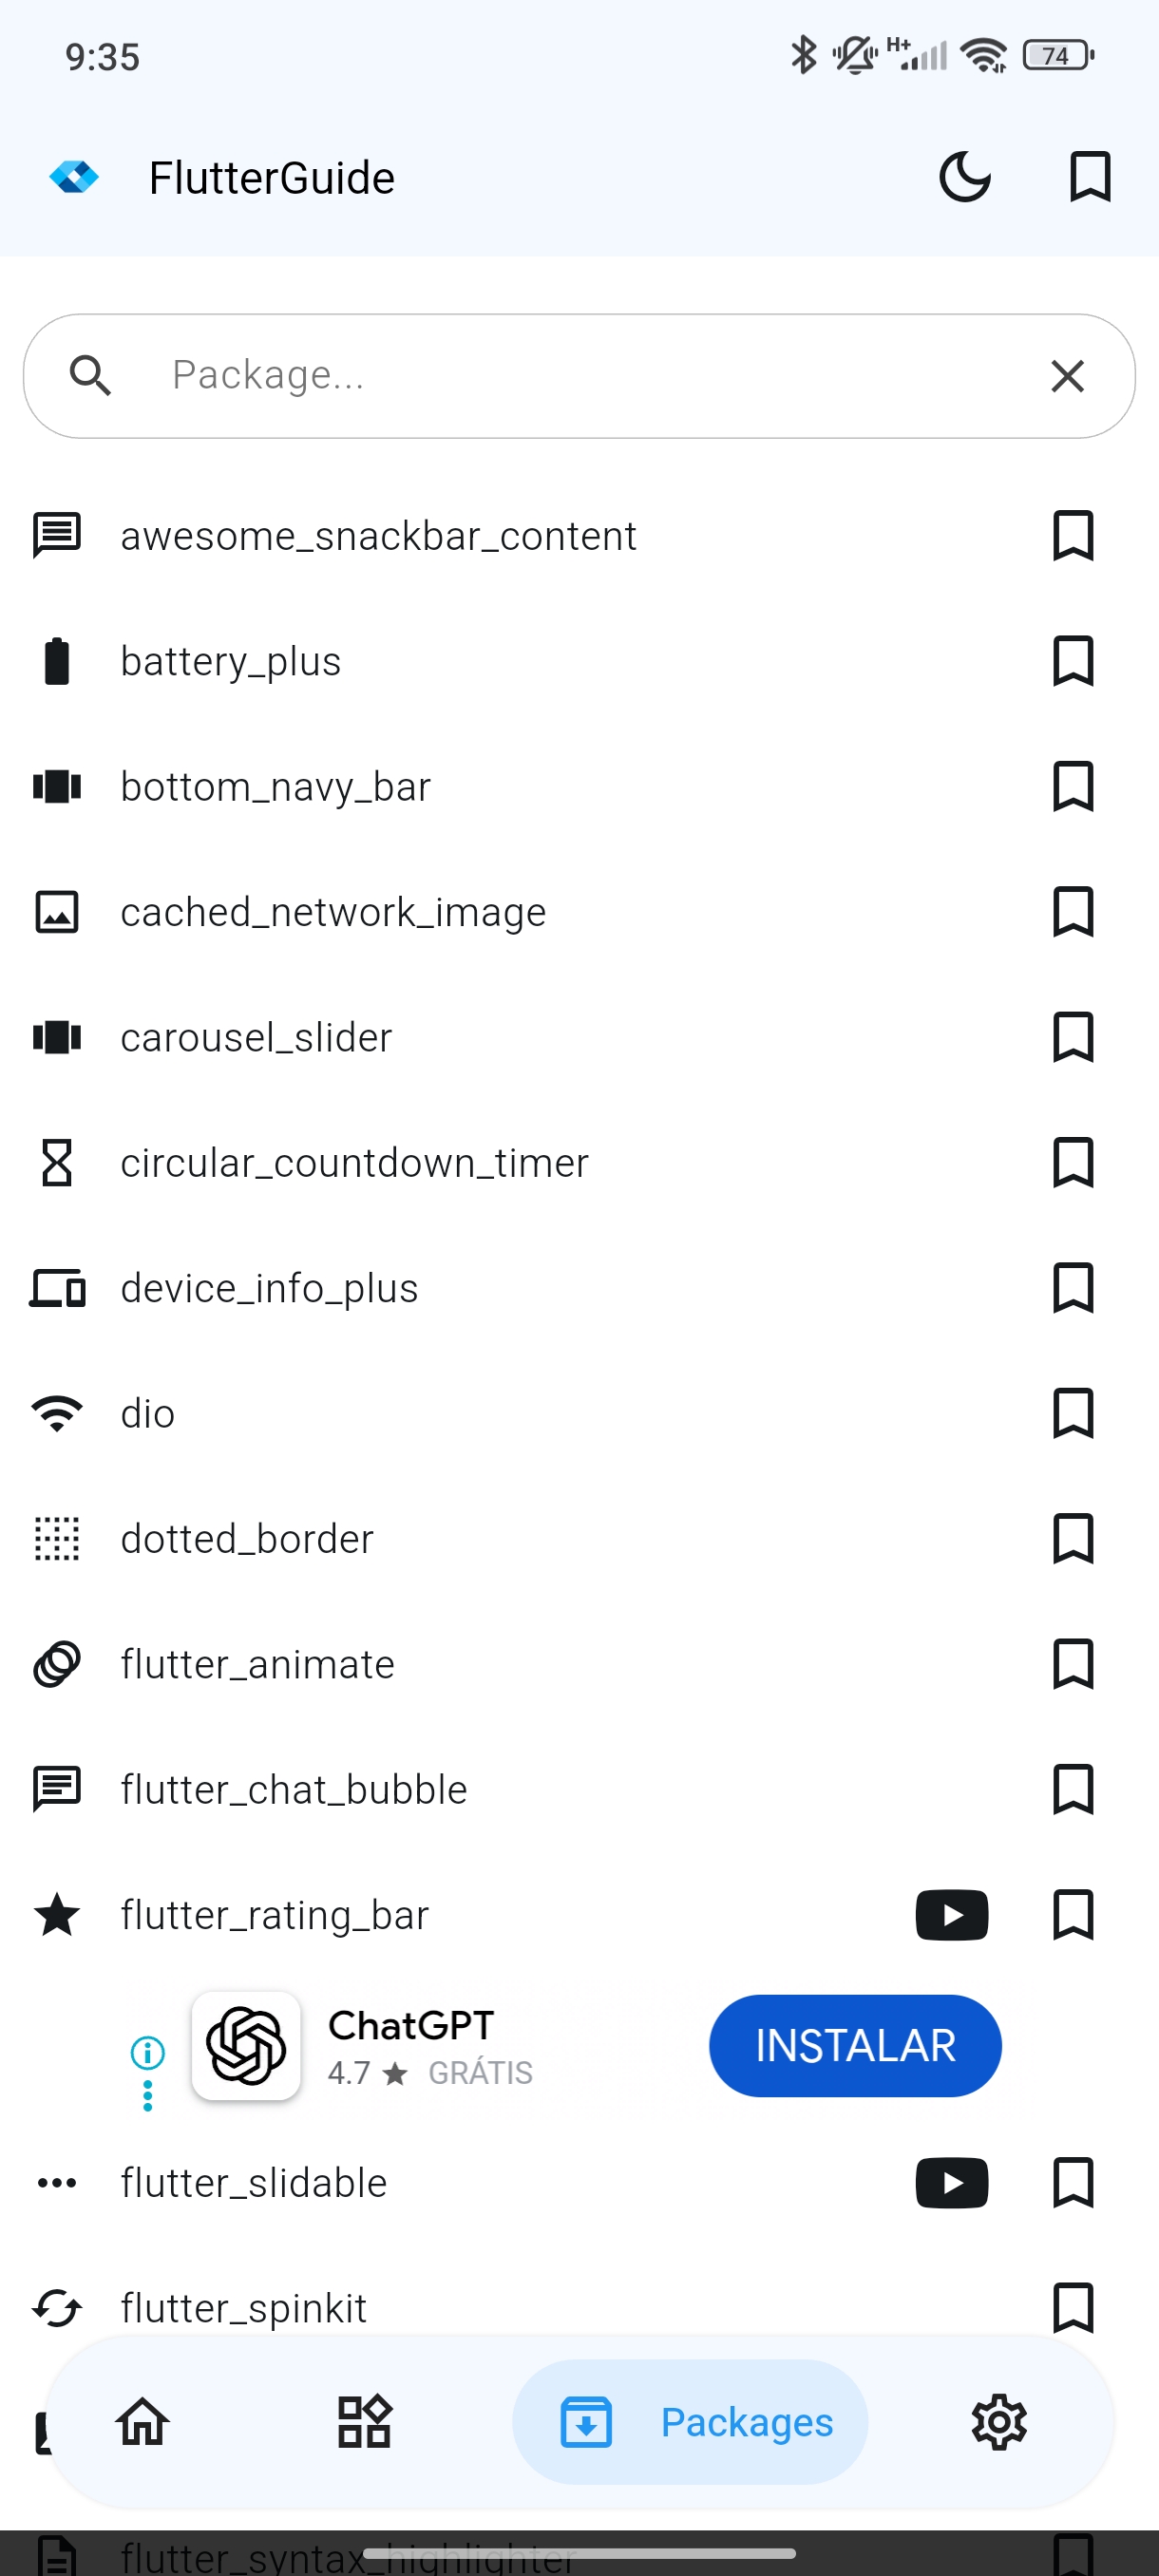 9:35
H+
74
FlutterGuide
Package...
awesome_snackbar_content
battery_plus
bottom_navy_bar
cached_network_image
carousel_slider
circular_countdown_timer
device_info_plus
dio
dotted_border
flutter_animate
flutter_chat_bubble
flutter_rating_bar
ChatGPT
4.7 ★ GRÁTIS
INSTALAR
flutter_slidable
flutter_spinkit
Packages
flutter_syntax_highlighter